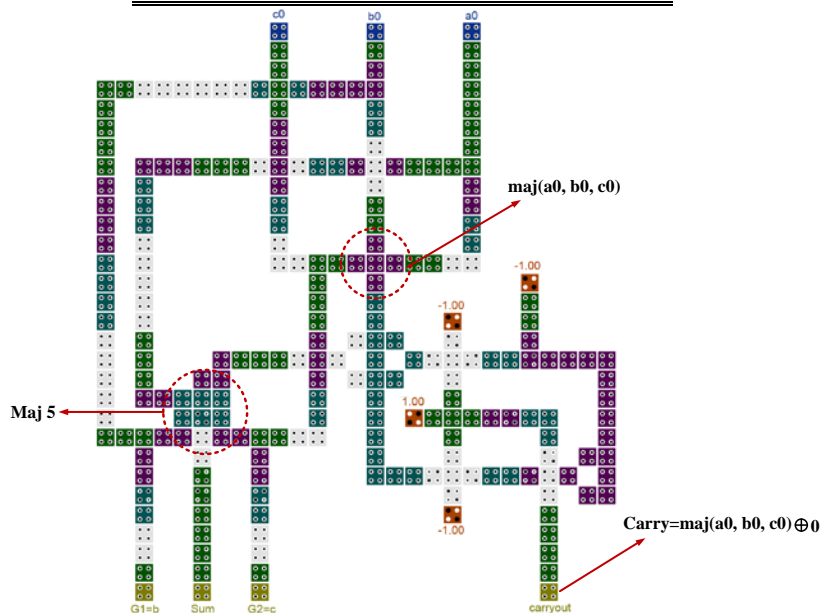 c0 b0 a0
maj(a0, b0, c0)
-1.00
-1.00
1.00
Maj 5
-1.00
Carry=maj(a0, b0, c0)⊕0
G1=b Sum G2=c carryout